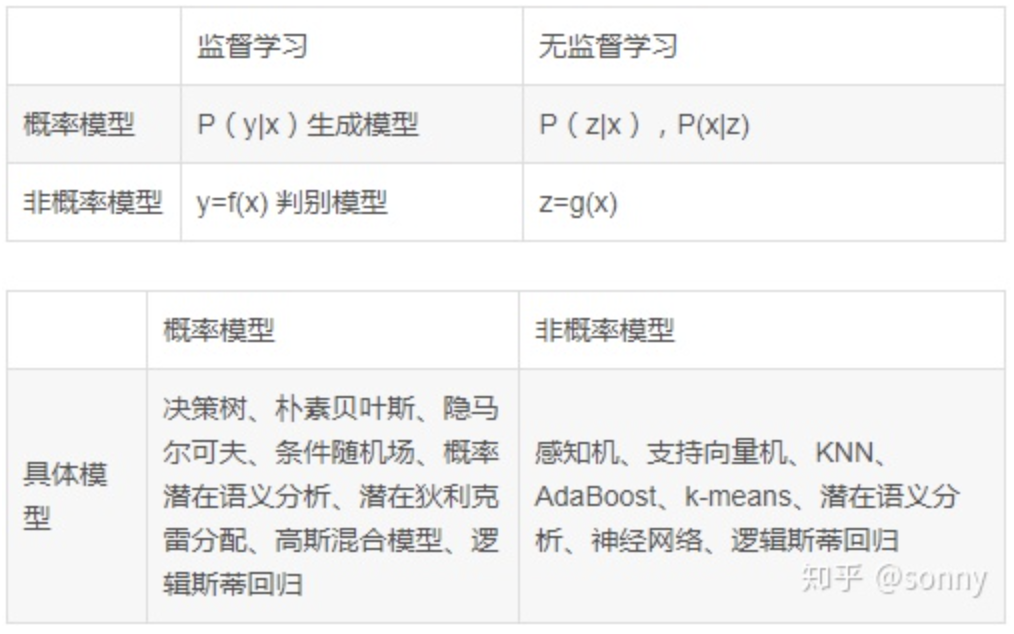 监督学习 无监督学习
概率模型 P（y|x）生成模型 P（z|x），P(x|z)
非概率模型 y=f(x) 判别模型 z=g(x)
概率模型 非概率模型
具体模
型
决策树、朴素贝叶斯、隐马
尔可夫、条件随机场、概率
潜在语义分析、潜在狄利克
雷分配、高斯混合模型、逻
辑斯蒂回归
感知机、支持向量机、KNN、
AdaBoost、k-means、潜在语义分
析、神经网络、逻辑斯蒂回归
知乎 @sonny